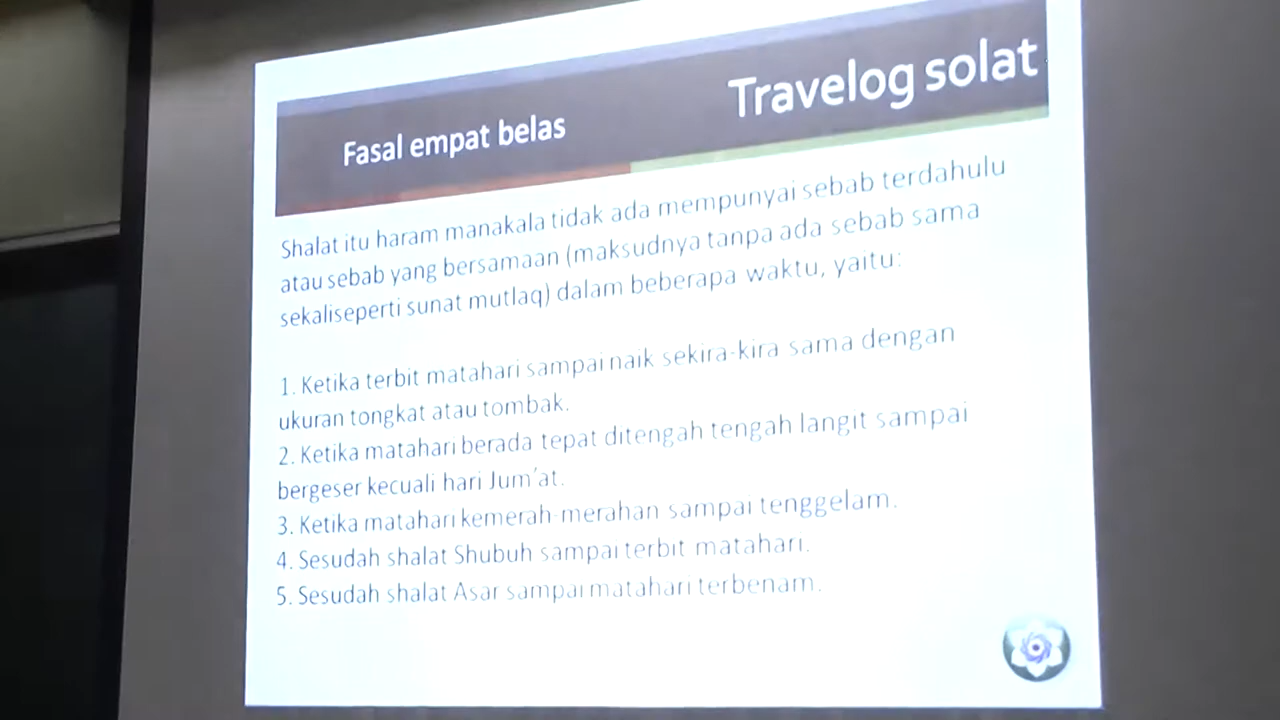 Travelog solat
Fasal empat belas
Shalat itu haram manakala tidak ada mempunyai sebab terdahulu
atau sebab yang bersamaan (maksudnya tanpa ada sebab sama
sekaliseperti sunat mutlaq) dalam beberapa waktu, yaitu:
1. Ketika terbit matahari sampai naik sekira-kira sama dengan
ukuran tongkat atau tombak.
2. Ketika matahari berada tepat ditengah tengah langit sampai
bergeser kecuali hari Jum'at.
3. Ketika matahari kemerah-merahan sampai tenggelam.
4. Sesudah shalat Shubuh sampai terbit matahari.
5. Sesudah shalat Asar sampai matahari terbenam.